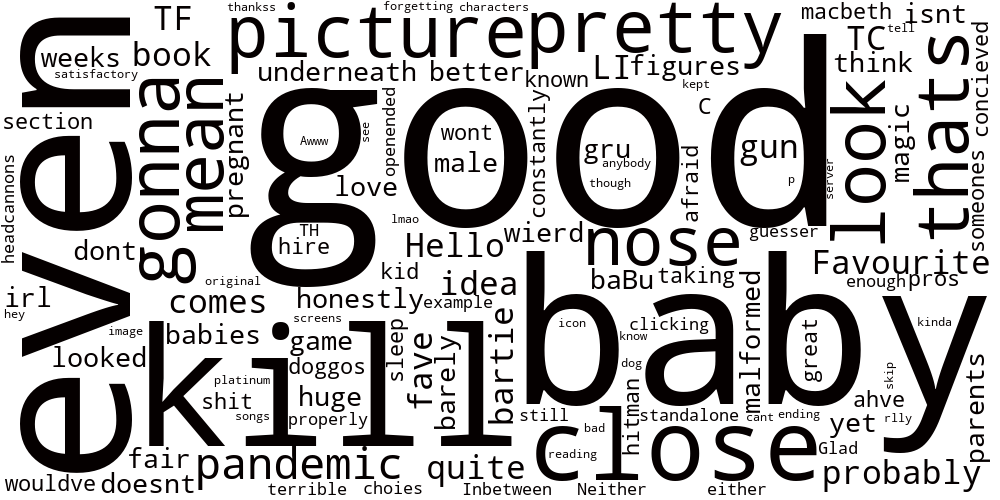 thankss
forgetting
characters
macbeth
isnt
TF
picture
pretty
TC
tell
weeks
book
satisfactory
underneath
better
known
LI
figures
think
even
gonna
mean
good
look
thats
kept
C
concieved
section
pregnant
Awww
see
openended
wont
male
constantly
gru
anybody
though
afraid
gun
p
server
magic
someones
headcannons
love
lmao
TH
hire
Hello
wierd
nose
guesser
dont
Favourite
original
kid
idea
baBu
taking
enough
pros
irl
hey
comes
honestly
example
screens
baby
malformed
image
babies
kill
game
sleep
fave
barely
bartie
icon
clicking
know
great
kinda
looked
doggos
platinum
huge
dog
hitman
skip
parents
shit
songs
properly
still
close
bad
standalone
cant
ending
ahve
yet
rlly
fair
pandemic
quite
reading
Glad
probably
wouldve
doesnt
terrible
choies
Inbetween
Neither
either